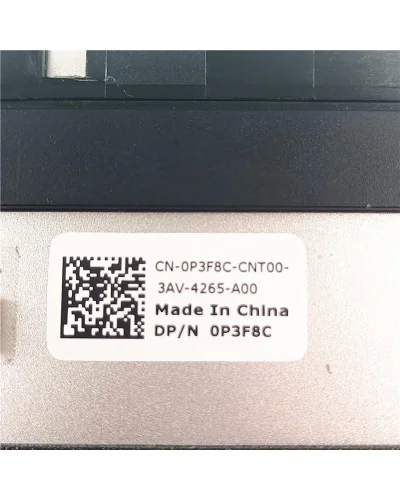 CN-0P3F8C-CNT00-
3AV-4265-A00
Made In China
DP/N 0P3F8C